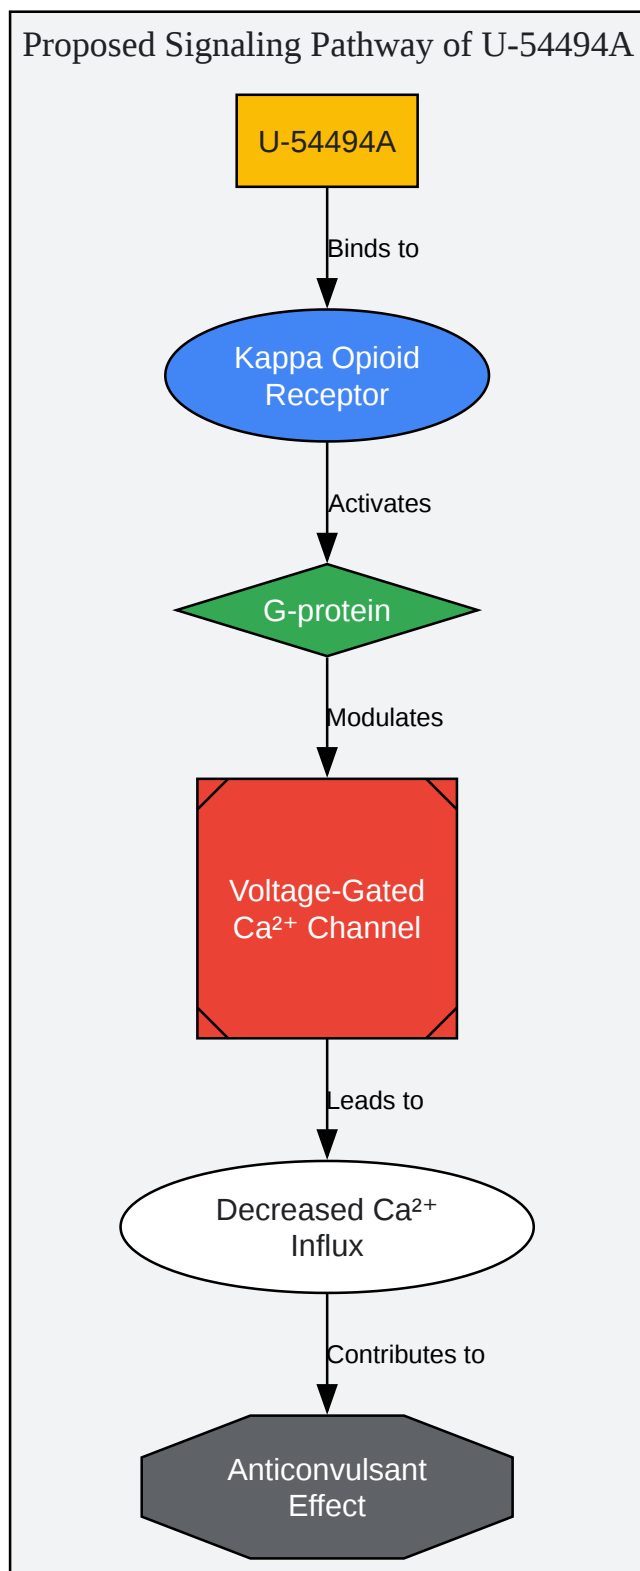 Proposed Signaling Pathway of U-54494A
U-54494A
Binds to
Kappa Opioid
Receptor
Activates
G-protein
Modulates
Voltage-Gated
Ca²⁺ Channel
Leads to
Decreased Ca²⁺
Influx
Contributes to
Anticonvulsant
Effect